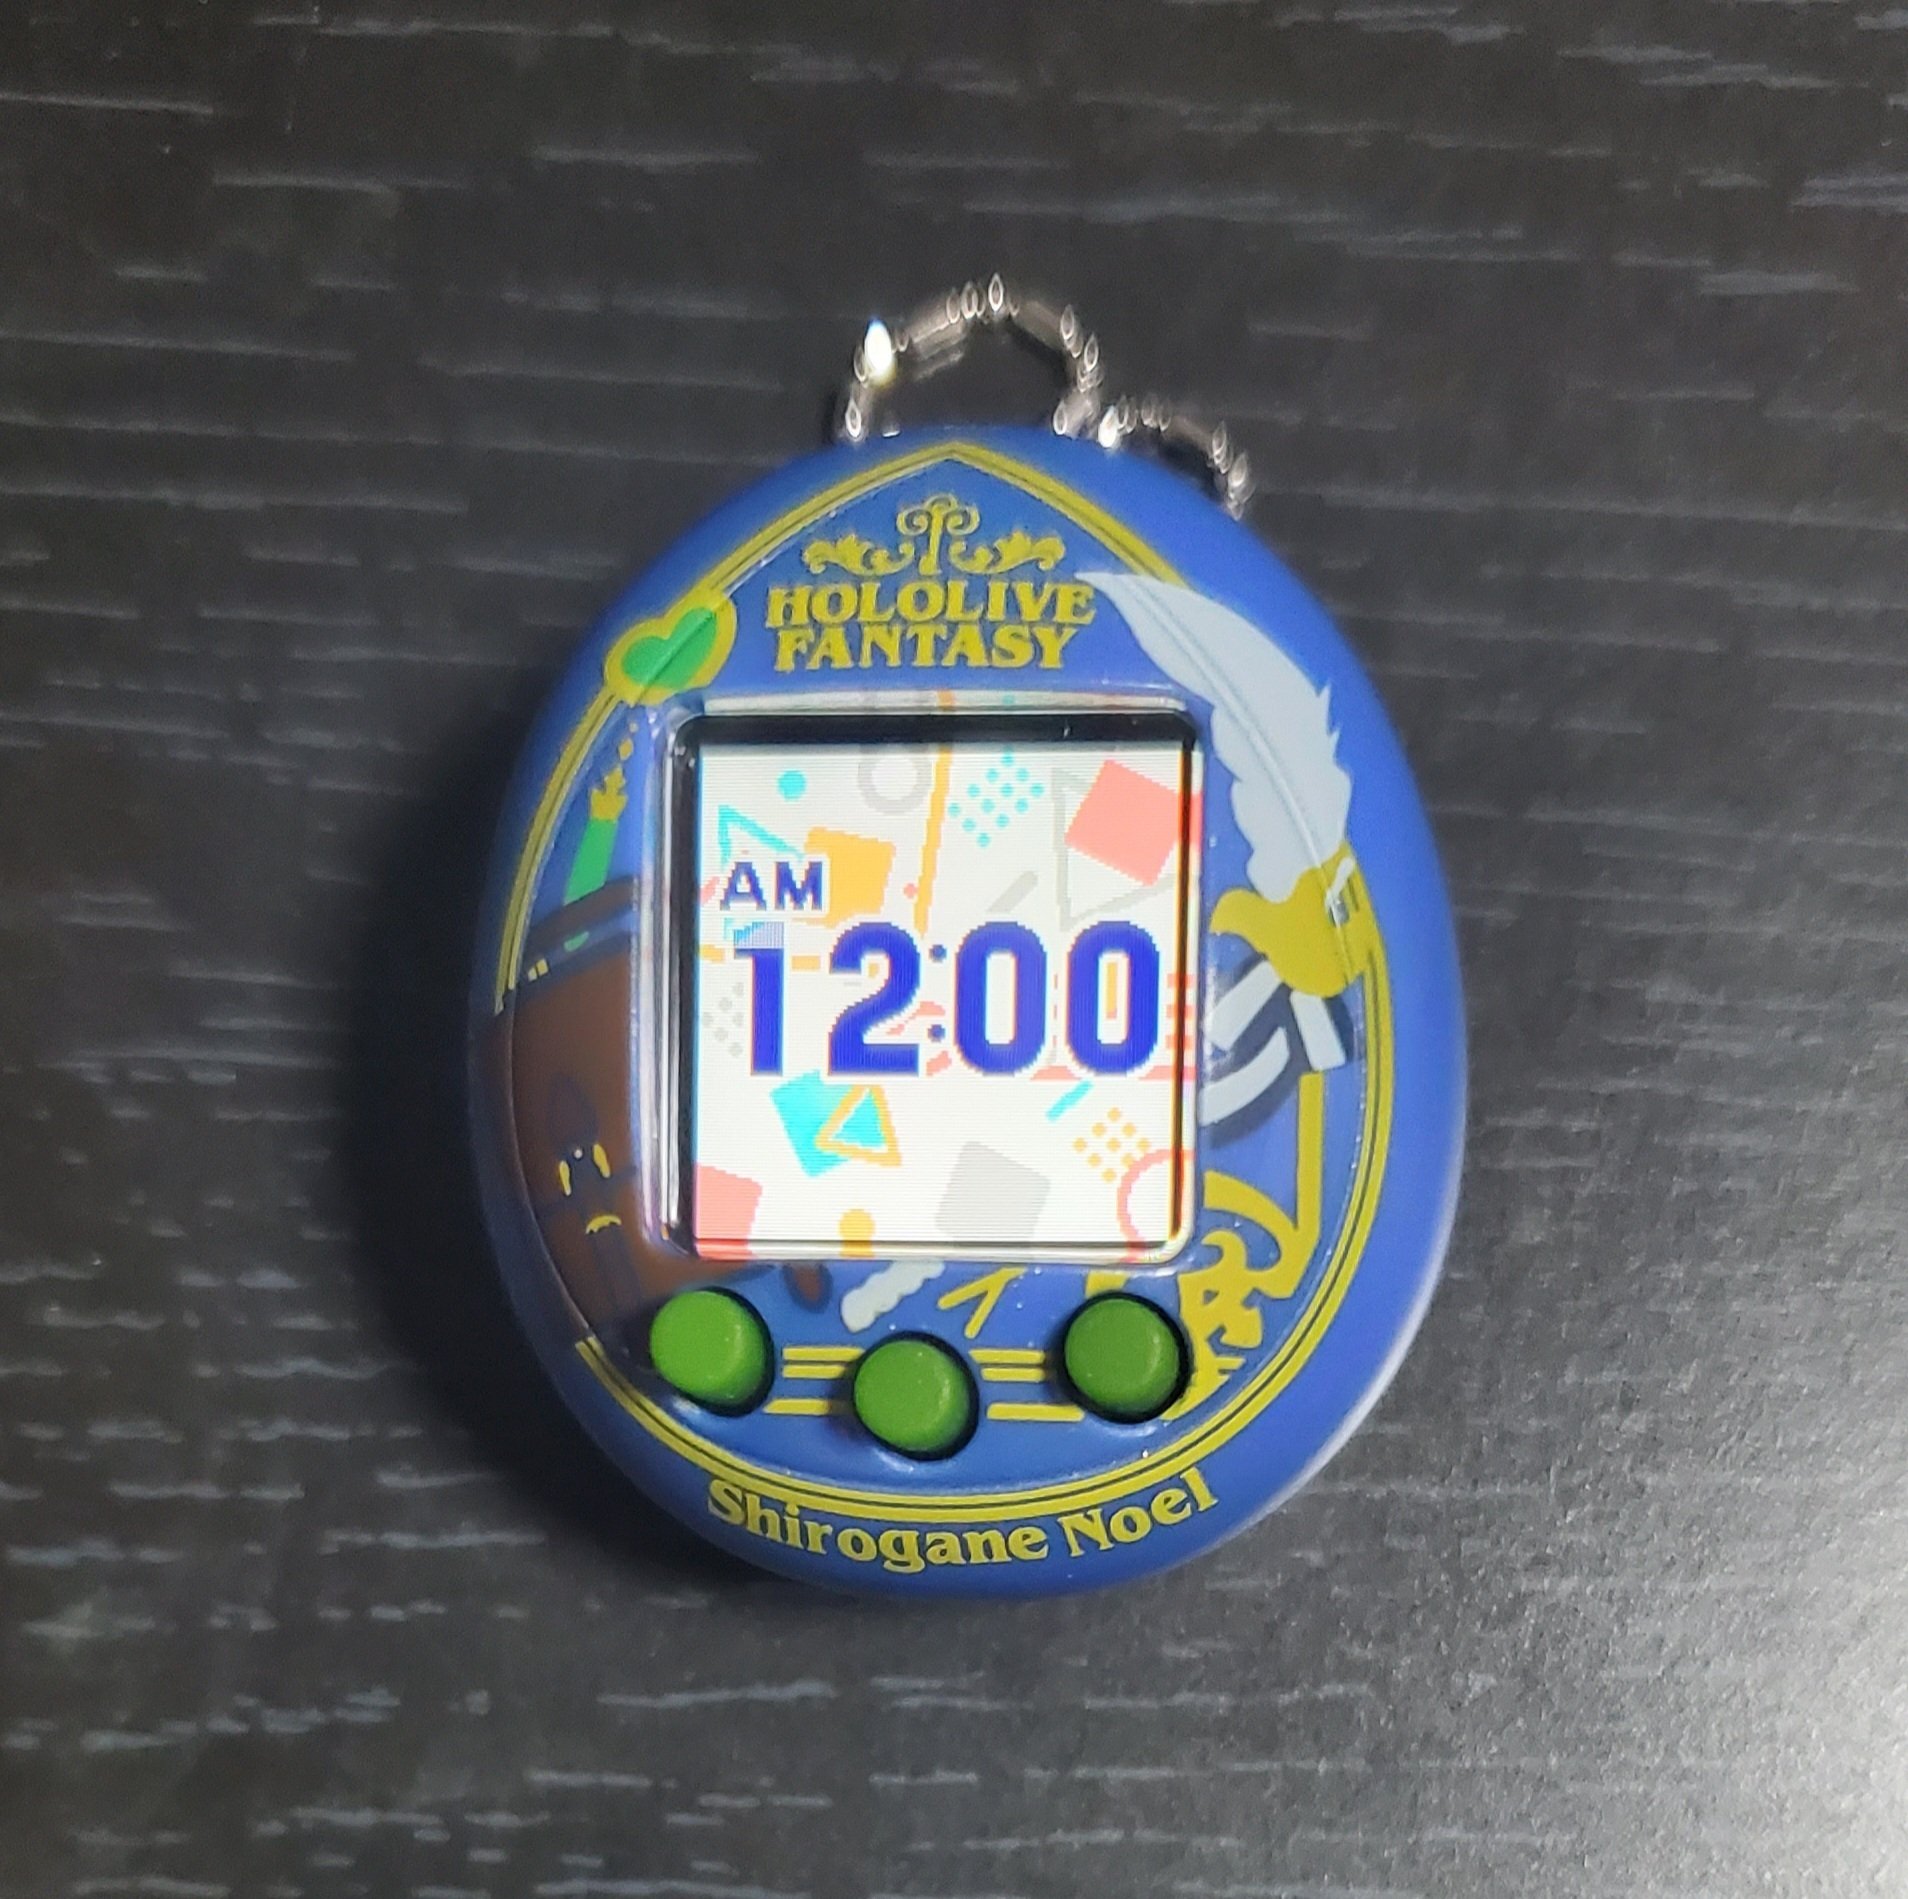 HOLOLIVE
FANTASY
AM
12:00
Shirogane Noel